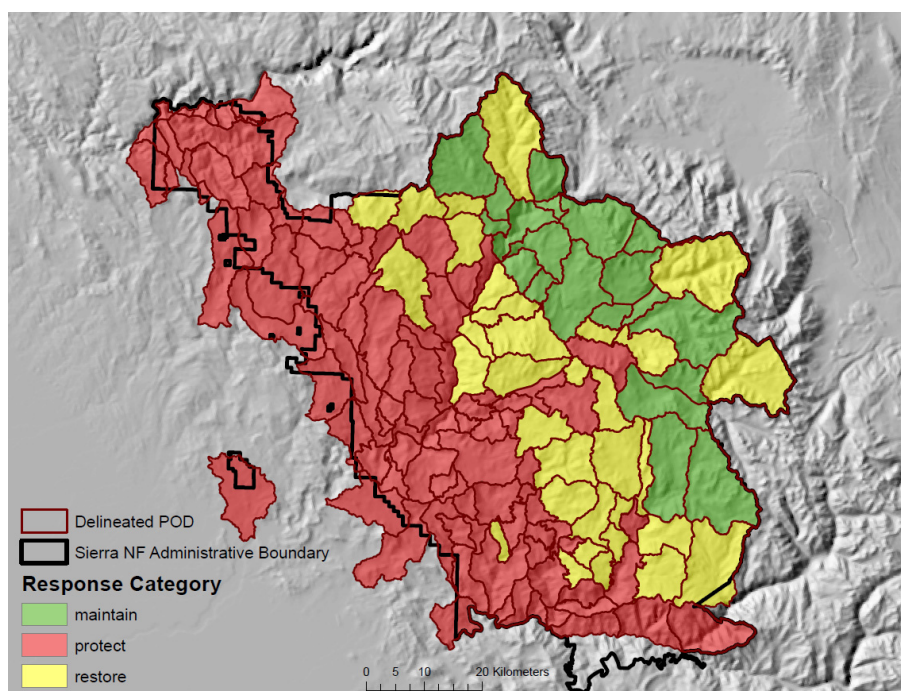 Delineated POD
Sierra NF Administrative Boundary
Response Category
maintain
protect
restore
0 5 10 20 Kilometers